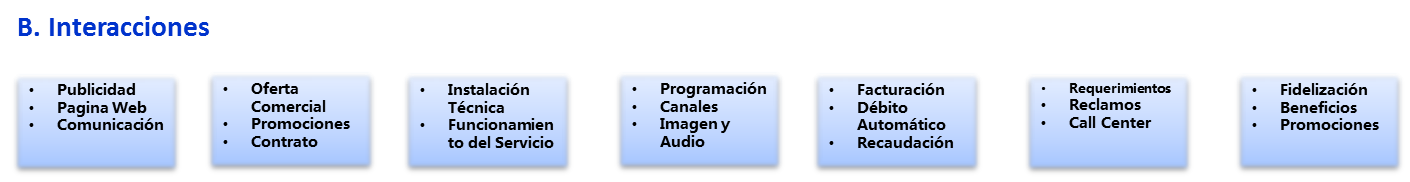 B. Interacciones
• Publicidad
• Pagina Web
• Comunicación
• Oferta
Comercial
• Promociones
• Contrato
• Instalación
Técnica
• Funcionamien
to del Servicio
• Programación
• Canales
• Imagen y
Audio
• Facturación
• Débito
Automático
• Recaudación
• Requerimientos
• Reclamos
• Call Center
• Fidelización
• Beneficios
• Promociones